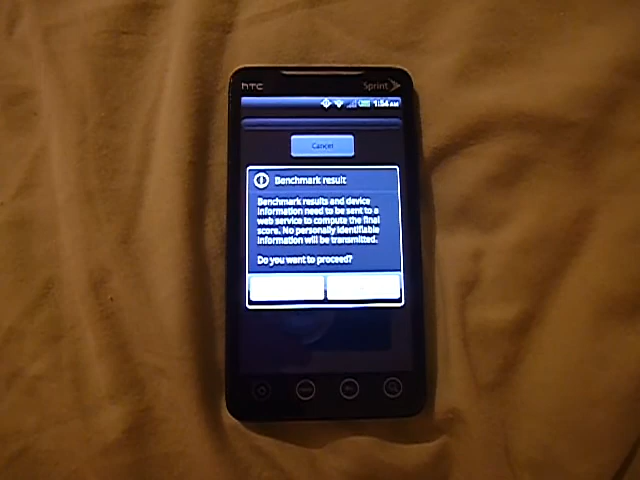 hTC Sprint
1:54 AM
Cancel
Benchmark result
Benchmark results and device
information need to be sent to a
web service to compute the final
score. No personally identifiable
information will be transmitted.
Do you want to proceed?